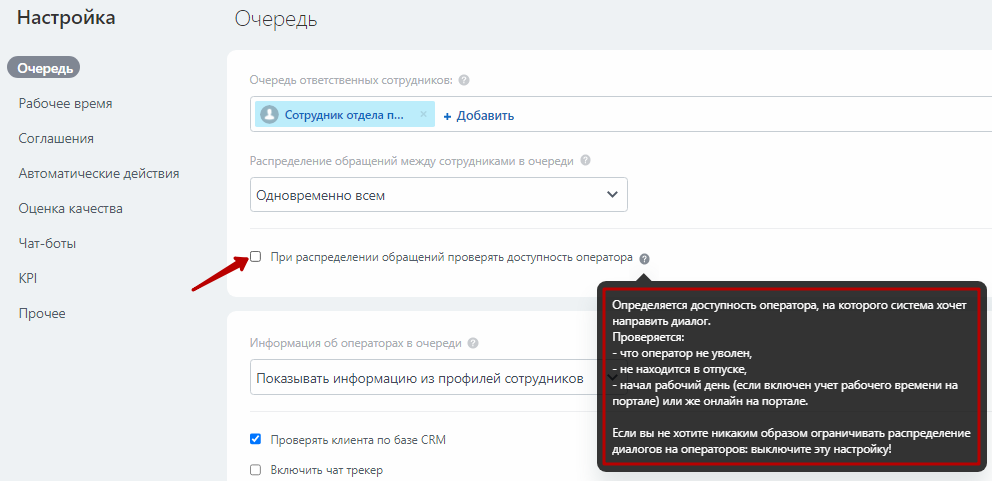 Настройка
Очередь
Рабочее время
Соглашения
Автоматические действия
Оценка качества
Чат-боты
KPI
Прочее
Очередь
Очередь ответственных сотрудников: ?
Сотрудник отдела п... × + Добавить
Распределение обращений между сотрудниками в очереди ?
Одновременно всем
При распределении обращений проверять доступность оператора ?
Определяется доступность оператора, на которого система хочет
направить диалог.
Проверяется:
- что оператор не уволен,
- не находится в отпуске,
- начал рабочий день (если включен учет рабочего времени на
портале) или же онлайн на портале.
Если вы не хотите никаким образом ограничивать распределение
диалогов на операторов: выключите эту настройку!
Информация об операторах в очереди ?
Показывать информацию из профилей сотрудников
Проверять клиента по базе CRM
Включить чат трекер